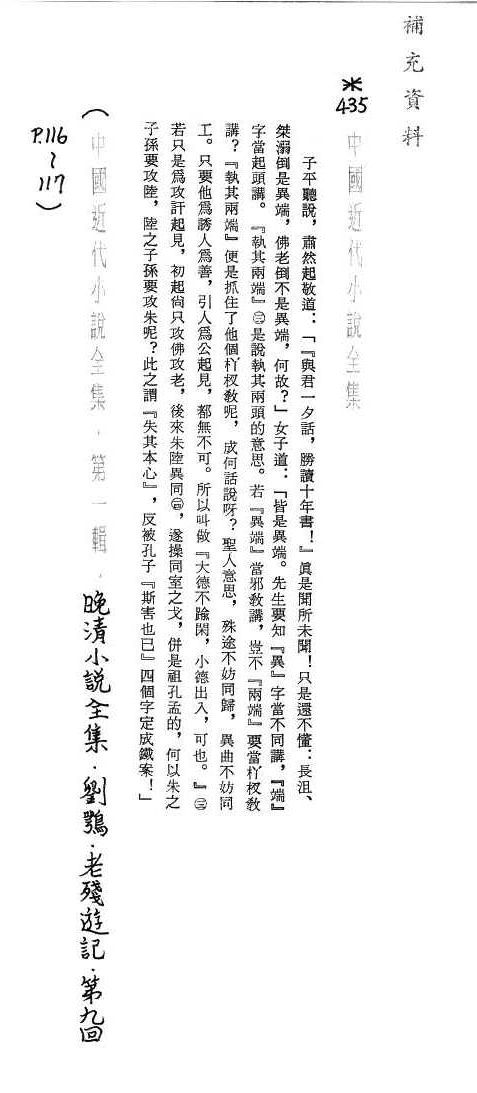 補充資料
*
435
中國近代小說全集
子平聽說，肅然起敬道：「『與君一夕話，勝讀十年書！』眞是聞所未聞！只是還不懂：長沮、
桀溺倒是異端，佛老倒不是異端，何故？」女子道：「皆是異端。先生要知『異』字當不同講，『端』
字當起頭講。『執其兩端』㊂是說執其兩頭的意思。若『異端』當邪敎講，豈不『兩端』要當杈敎
講？『執其兩端』便是抓住了他個杈敎呢，成何話說呀？聖人意思，殊途不妨同歸，異曲不妨同
工。只要他爲誘人爲善，引人爲公起見，都無不可。所以叫做『大德不踰閑，小德出入，可也。』㊂
若只是爲攻訐起見，初起尙只攻佛攻老，後來朱陸異同，遂操同室之戈，併是祖孔孟的，何以朱之
子孫要攻陸，陸之子孫要攻朱呢？此之謂『失其本心』，反被孔子『斯害也已』四個字定成鐵案！」
（中國近代小說全集．第一輯．晚清小說全集．劉鶚．老殘遊記．第九回
P.116
~
117）